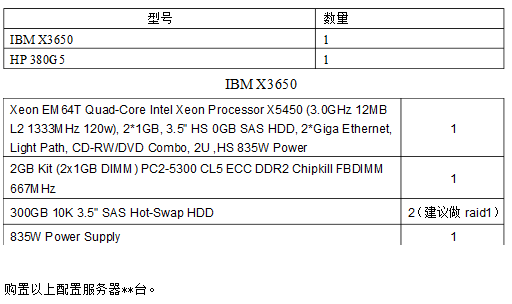 型号 数量
IBM X3650 1
HP 380G5 1
IBM X3650
Xeon EM64T Quad-Core Intel Xeon Processor X5450 (3.0GHz 12MB
L2 1333MHz 120w), 2*1GB, 3.5" HS 0GB SAS HDD, 2*Giga Ethernet, 1
Light Path, CD-RW/DVD Combo, 2U ,HS 835W Power
2GB Kit (2x1GB DIMM ) PC2-5300 CL5 ECC DDR2 Chipkill FBDIMM 1
667MHz
300GB 10K 3.5" SAS Hot-Swap HDD 2（建议做 raid1）
835W Power Supply 1
购置以上配置服务器**台。